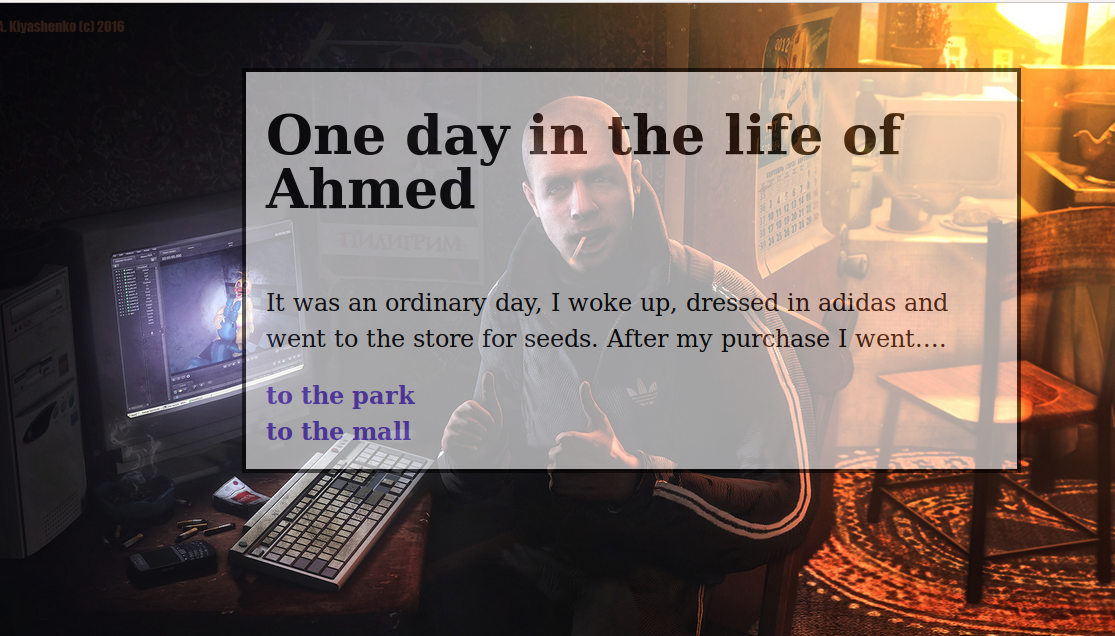 A. Kiyashenko (c) 2016
2012
One day in the life of
Ahmed
ПИЛИГРИМ
It was an ordinary day, I woke up, dressed in adidas and
went to the store for seeds. After my purchase I went....
to the park
to the mall